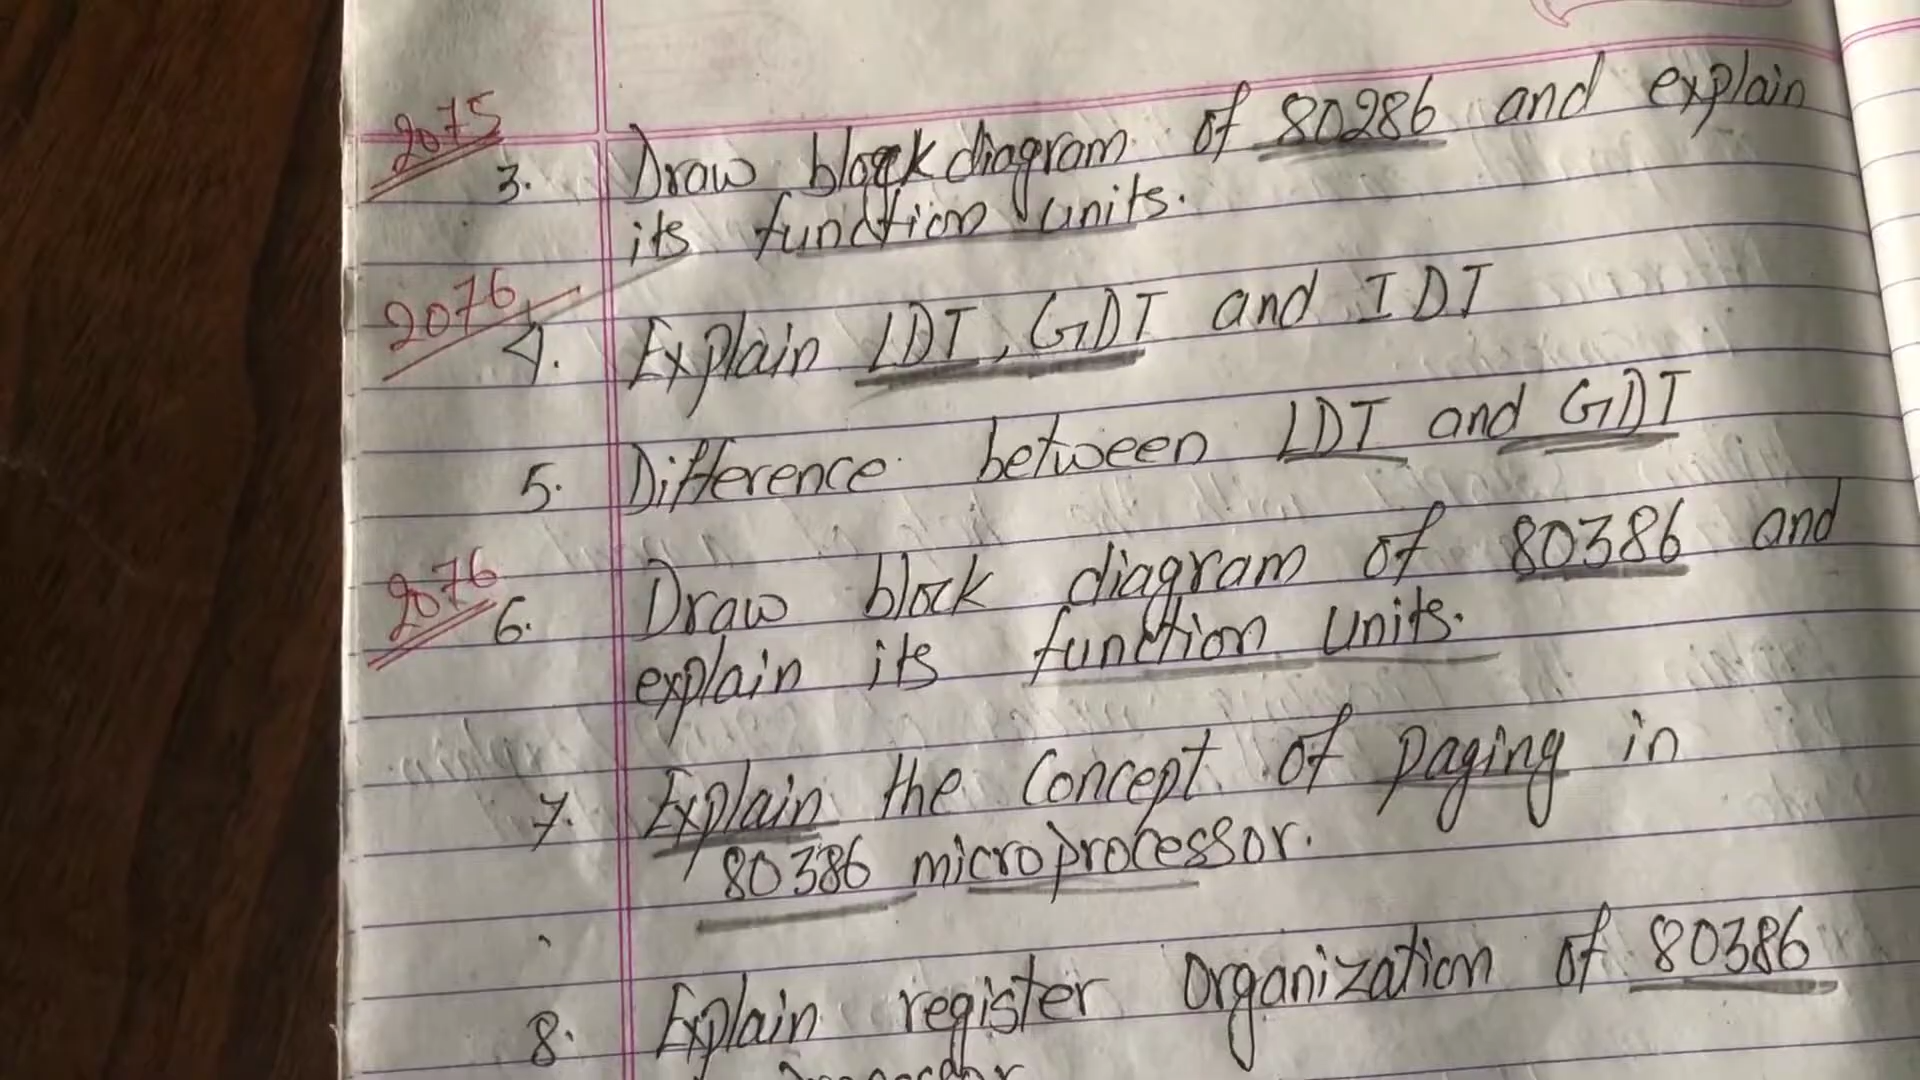 2075
3. Draw block diagram of 80286 and explain
its function units.
2076
4. Explain LDT, GDT and IDT
5. Difference between LDT and GDT
2076
6. Draw block diagram of 80386 and
explain its function units.
7. Explain the Concept of paging in
80386 microprocessor.
8. Explain register Organization of 80386